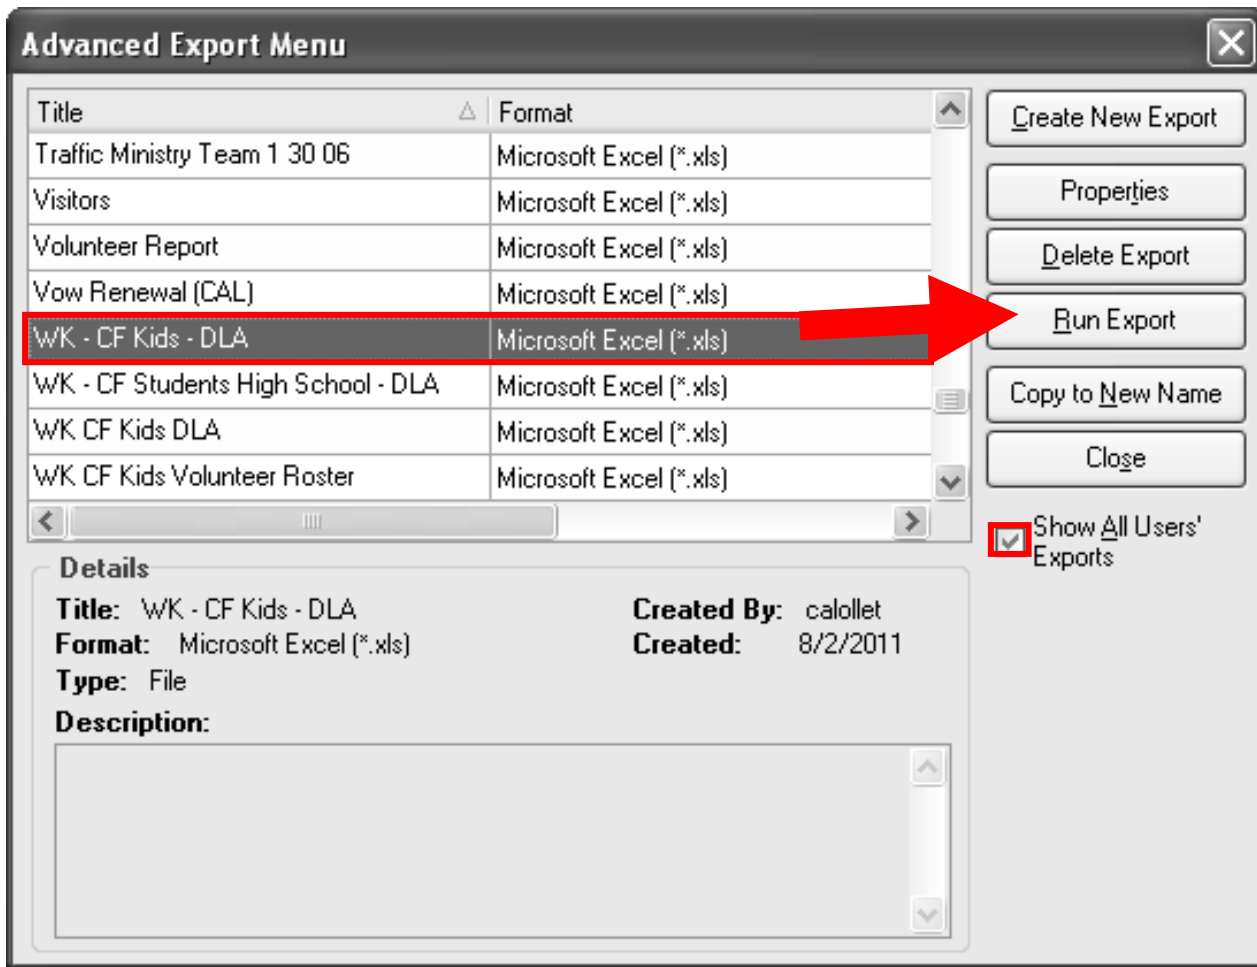 Advanced Export Menu
Title Format
Traffic Ministry Team 1 30 06 Microsoft Excel (*.xls)
Visitors Microsoft Excel (*.xls)
Volunteer Report Microsoft Excel (*.xls)
Vow Renewal (CAL) Microsoft Excel (*.xls)
WK - CF Kids - DLA Microsoft Excel (*.xls)
WK - CF Students High School - DLA Microsoft Excel (*.xls)
WK CF Kids DLA Microsoft Excel (*.xls)
WK CF Kids Volunteer Roster Microsoft Excel (*.xls)
Create New Export
Properties
Delete Export
Run Export
Copy to New Name
Close
Show All Users'
Exports
Details
Title: WK - CF Kids - DLA Created By: calollet
Format: Microsoft Excel (*.xls) Created: 8/2/2011
Type: File
Description: